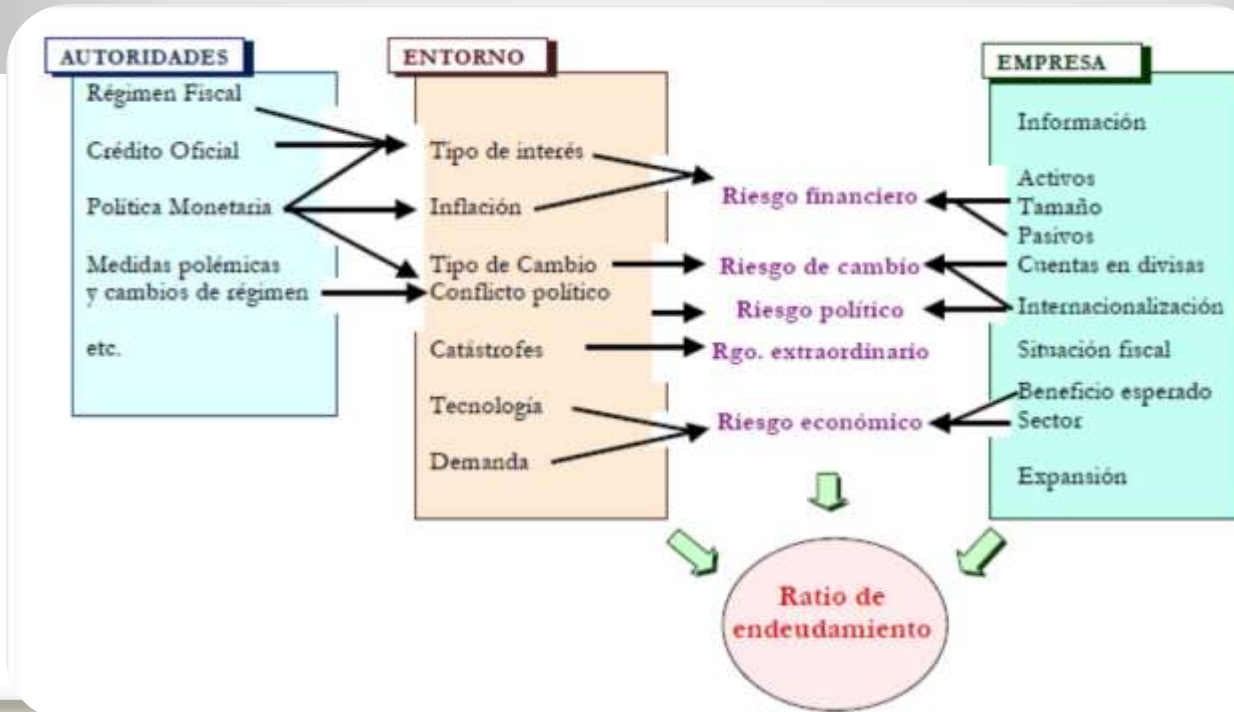 AUTORIDADES
Régimen Fiscal
Crédito Oficial
Política Monetaria
Medidas polémicas
y cambios de régimen
etc.
ENTORNO
Tipo de interés
Inflación
Tipo de Cambio
Conflicto político
Catástrofes
Tecnología
Demanda
Riesgo financiero
Riesgo de cambio
Riesgo político
Rgo. extraordinario
Riesgo económico
EMPRESA
Información
Activos
Tamaño
Pasivos
Cuentas en divisas
Internacionalización
Situación fiscal
Beneficio esperado
Sector
Expansión
Ratio de
endeudamiento